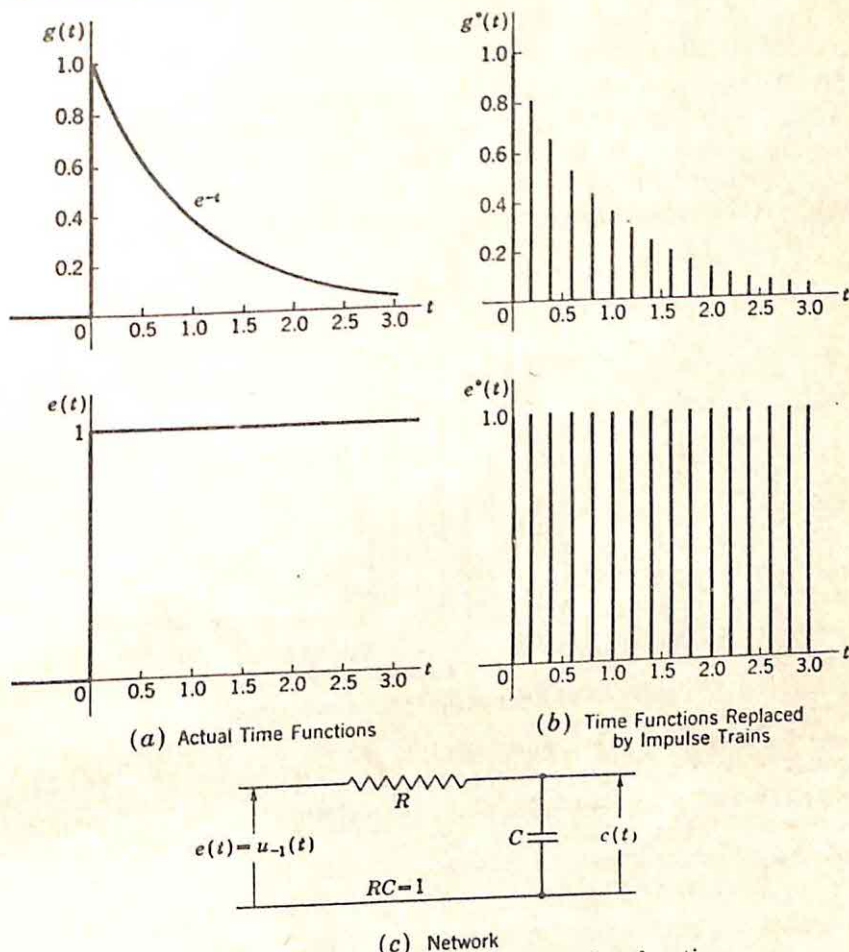 g(t)
1.0
0.8
0.6
0.4
0.2
e⁻ᵗ
0 0.5 1.0 1.5 2.0 2.5 3.0 t
g*(t)
1.0
0.8
0.6
0.4
0.2
0 0.5 1.0 1.5 2.0 2.5 3.0 t
e(t)
1
0 0.5 1.0 1.5 2.0 2.5 3.0 t
(a) Actual Time Functions
e*(t)
1.0
0 0.5 1.0 1.5 2.0 2.5 3.0 t
(b) Time Functions Replaced
by Impulse Trains
R
e(t)=u₋₁(t)
C
c(t)
RC=1
(c) Network